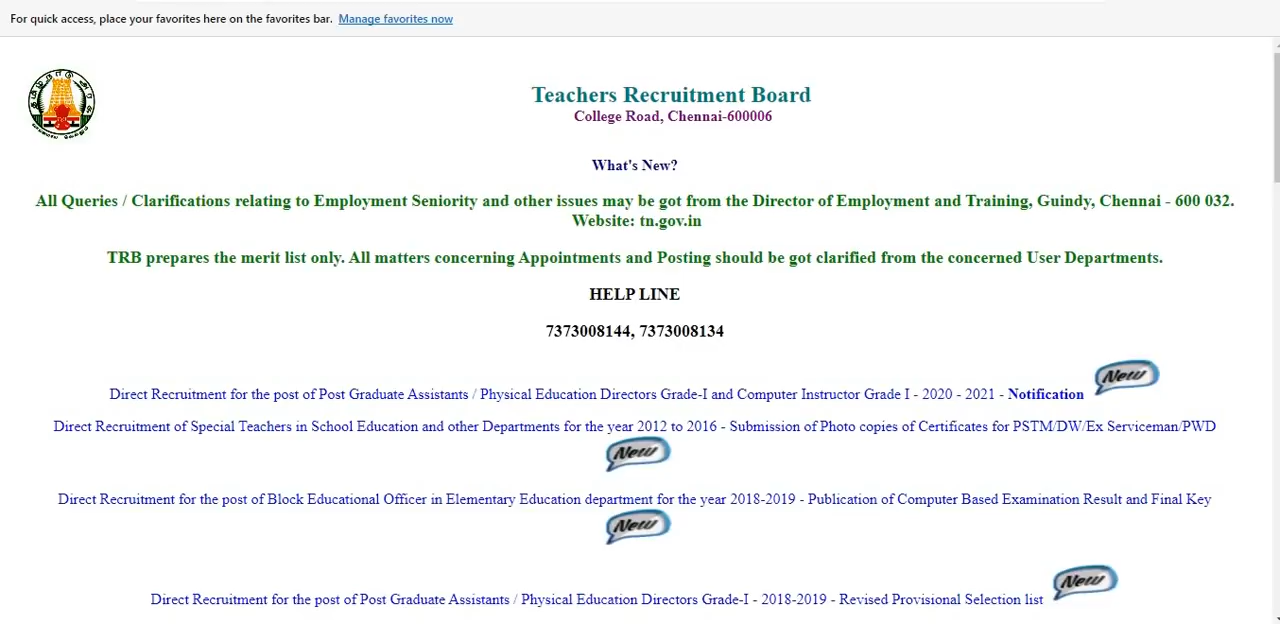 For quick access, place your favorites here on the favorites bar. Manage favorites now
Teachers Recruitment Board
College Road, Chennai-600006
What's New?
All Queries / Clarifications relating to Employment Seniority and other issues may be got from the Director of Employment and Training, Guindy, Chennai - 600 032.
Website: tn.gov.in
TRB prepares the merit list only. All matters concerning Appointments and Posting should be got clarified from the concerned User Departments.
HELP LINE
7373008144, 7373008134
Direct Recruitment for the post of Post Graduate Assistants / Physical Education Directors Grade-I and Computer Instructor Grade I - 2020 - 2021 - Notification New
Direct Recruitment of Special Teachers in School Education and other Departments for the year 2012 to 2016 - Submission of Photo copies of Certificates for PSTM/DW/Ex Serviceman/PWD
New
Direct Recruitment for the post of Block Educational Officer in Elementary Education department for the year 2018-2019 - Publication of Computer Based Examination Result and Final Key
New
Direct Recruitment for the post of Post Graduate Assistants / Physical Education Directors Grade-I - 2018-2019 - Revised Provisional Selection list New